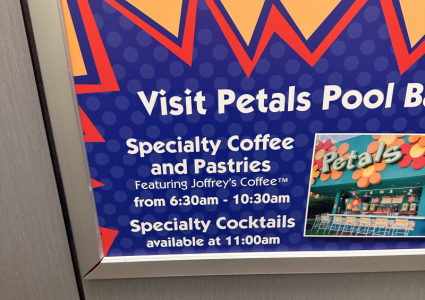 Visit Petals Pool Ba
Specialty Coffee
and Pastries
Featuring Joffrey's Coffee™
from 6:30am - 10:30am
Specialty Cocktails
available at 11:00am
Petals